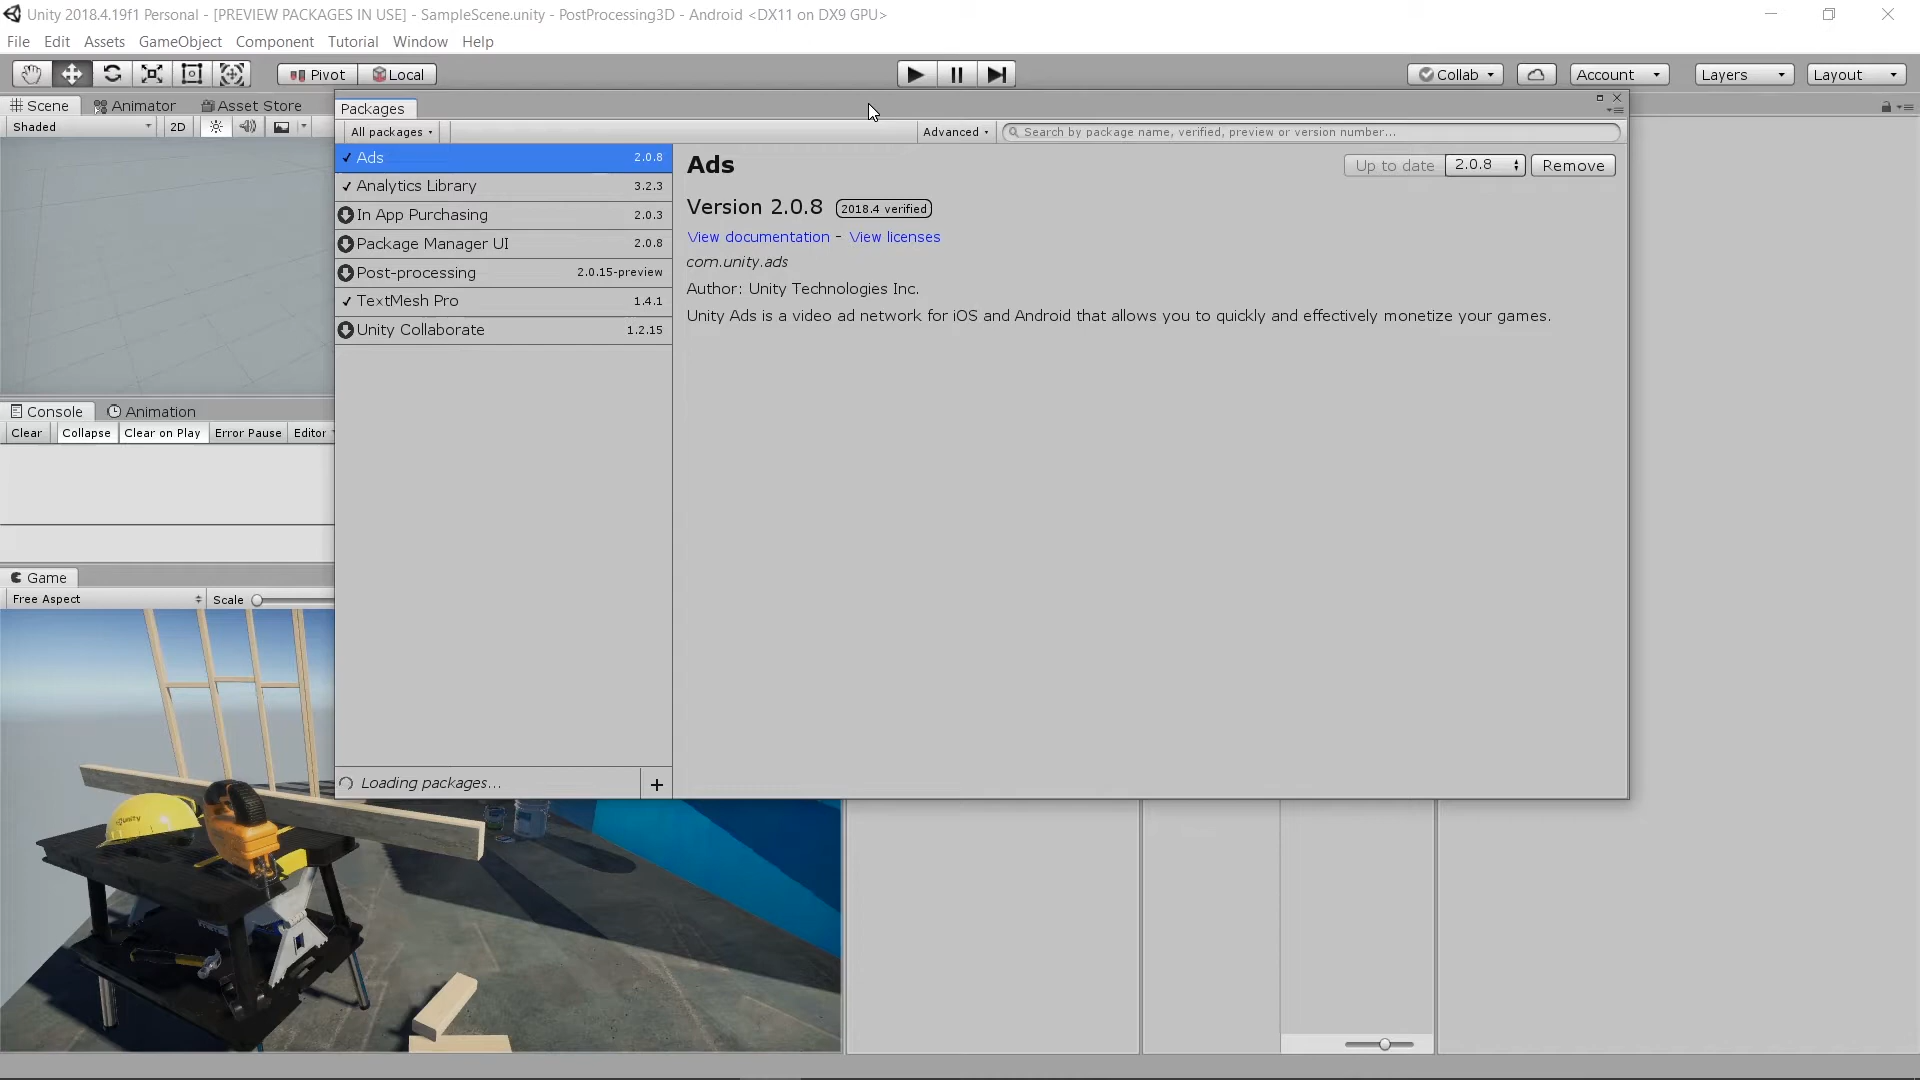 Unity 2018.4.19f1 Personal - [PREVIEW PACKAGES IN USE] - SampleScene.unity - PostProcessing3D - Android <DX11 on DX9 GPU>
File Edit Assets GameObject Component Tutorial Window Help
Pivot Local Collab Account Layers Layout
Scene Animator Asset Store
Shaded 2D
Packages
All packages Advanced Search by package name, verified, preview or version number...
Ads 2.0.8
Analytics Library 3.2.3
In App Purchasing 2.0.3
Package Manager UI 2.0.8
Post-processing 2.0.15-preview
TextMesh Pro 1.4.1
Unity Collaborate 1.2.15
Loading packages...
Ads Up to date 2.0.8 Remove
Version 2.0.8 2018.4 verified
View documentation - View licenses
com.unity.ads
Author: Unity Technologies Inc.
Unity Ads is a video ad network for iOS and Android that allows you to quickly and effectively monetize your games.
Console Animation
Clear Collapse Clear on Play Error Pause Editor
Game
Free Aspect Scale